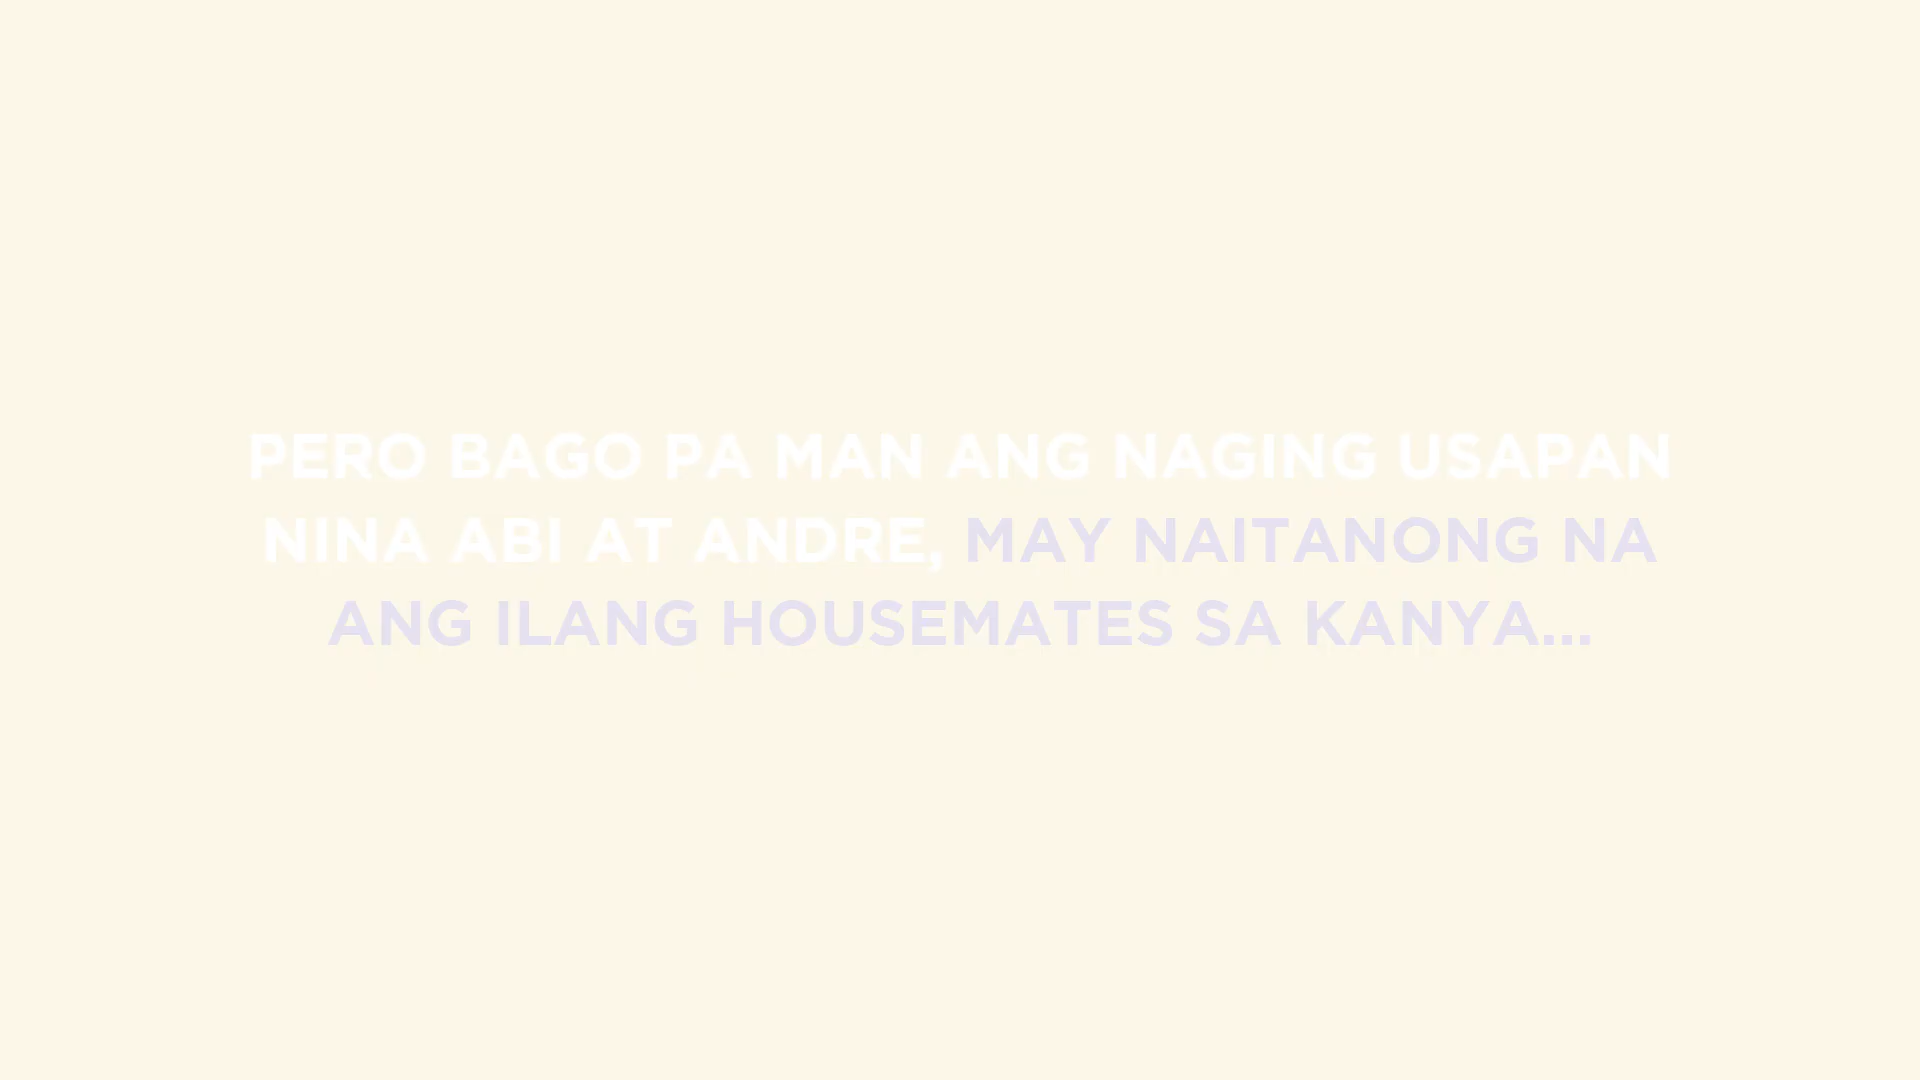 PERO BAGO PA MAN ANG NAGING USAPAN
NINA ABI AT ANDRE, MAY NAITANONG NA
ANG ILANG HOUSEMATES SA KANYA...